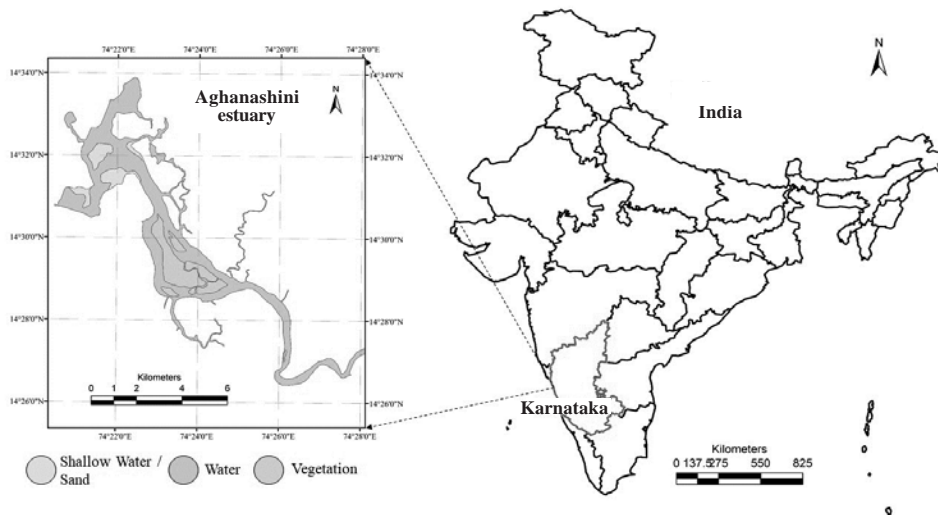 74°22'0"E 74°24'0"E 74°26'0"E 74°28'0"E
14°34'0"N
14°32'0"N
14°30'0"N
14°28'0"N
14°26'0"N
Aghanashini
estuary
N
14°34'0"N
14°32'0"N
14°30'0"N
14°28'0"N
14°26'0"N
Kilometers
0 1 2 4 6
74°22'0"E 74°24'0"E 74°26'0"E 74°28'0"E
Shallow Water /
Sand
Water
Vegetation
N
India
Karnataka
Kilometers
0 137.5 275 550 825